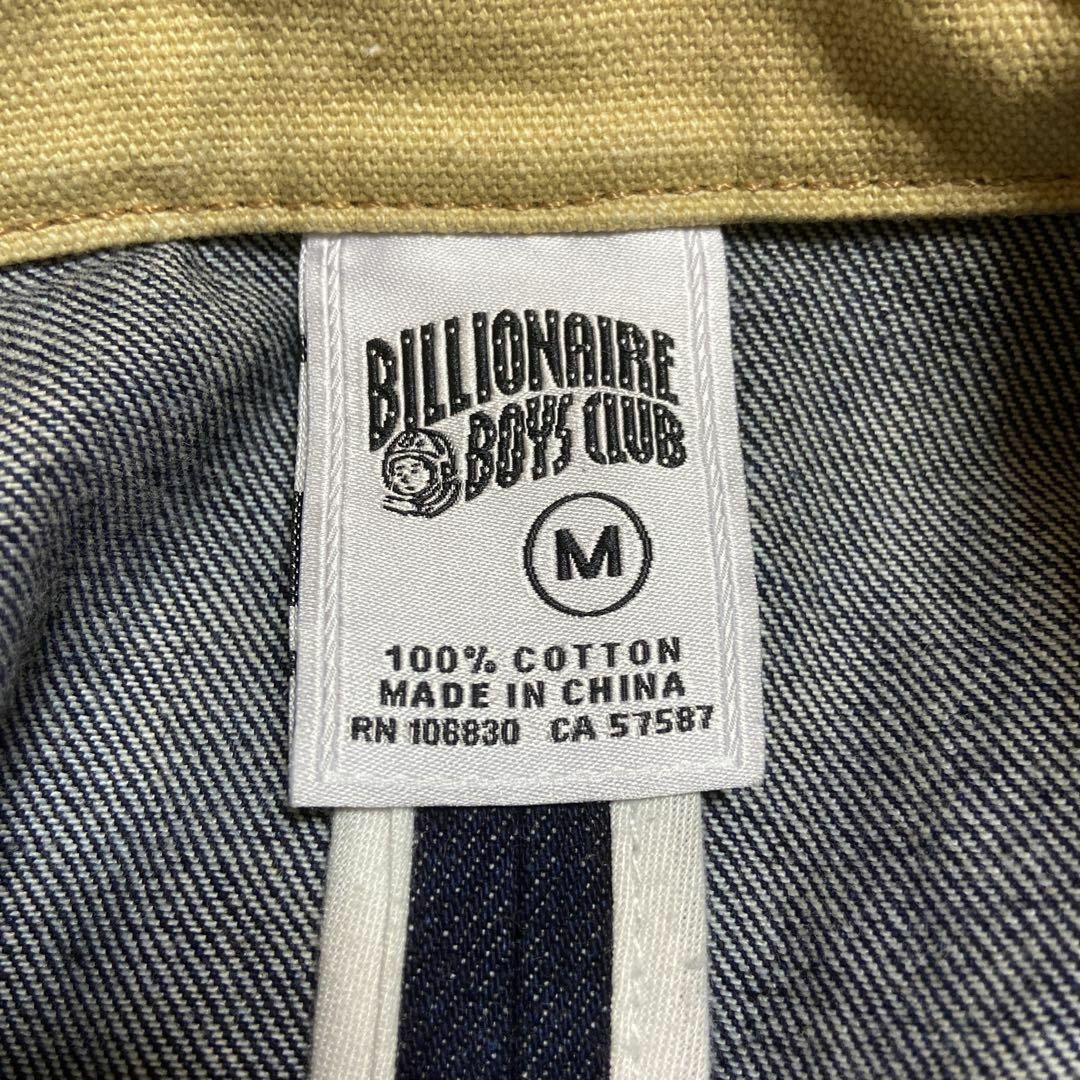 BILLIONAIRE
BOYS CLUB
M
100% COTTON
MADE IN CHINA
RN 106830 CA 57587